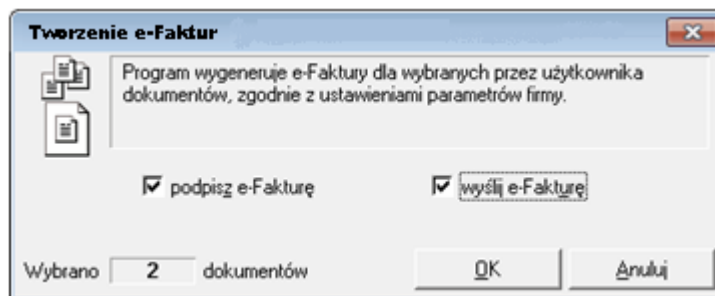 Tworzenie e-Faktur
Program wygeneruje e-Faktury dla wybranych przez użytkownika
dokumentów, zgodnie z ustawieniami parametrów firmy.
podpisz e-Fakturę wyślij e-Fakturę
Wybrano 2 dokumentów OK Anuluj